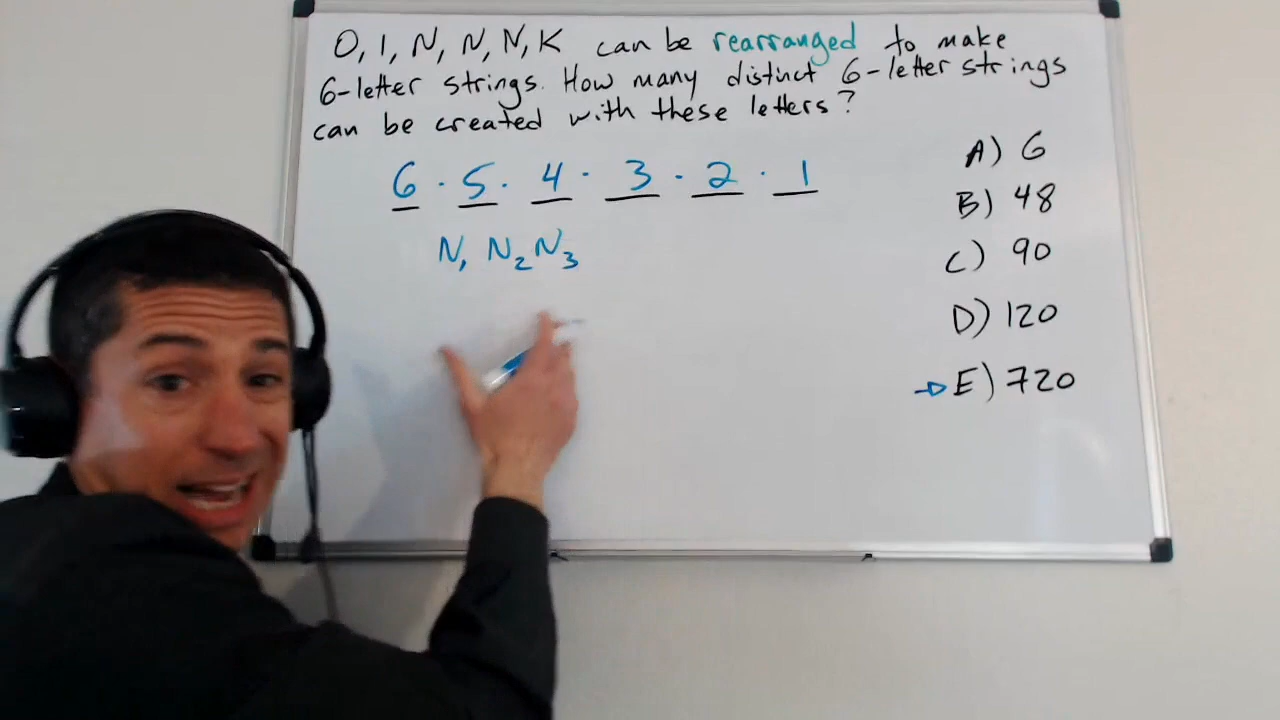 O, I, N, N, N, K can be rearranged to make
6-letter strings. How many distinct 6-letter strings
can be created with these letters?
6 · 5 · 4 · 3 · 2 · 1
N₁ N₂ N₃
A) 6
B) 48
C) 90
D) 120
→ E) 720